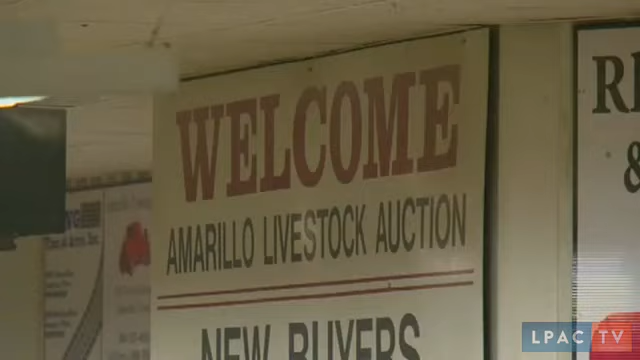 WELCOME
AMARILLO LIVESTOCK AUCTION
NEW BUYERS
&
LPAC TV